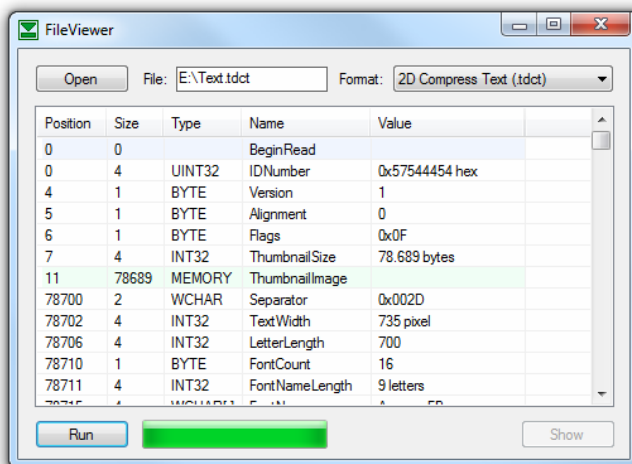 FileViewer
Open File: E:\Text.tdct Format: 2D Compress Text (.tdct)
Position Size Type Name Value
0 0 BeginRead
0 4 UINT32 IDNumber 0x57544454 hex
4 1 BYTE Version 1
5 1 BYTE Alignment 0
6 1 BYTE Flags 0x0F
7 4 INT32 ThumbnailSize 78.689 bytes
11 78689 MEMORY ThumbnailImage
78700 2 WCHAR Separator 0x002D
78702 4 INT32 TextWidth 735 pixel
78706 4 INT32 LetterLength 700
78710 1 BYTE FontCount 16
78711 4 INT32 FontNameLength 9 letters
Run Show